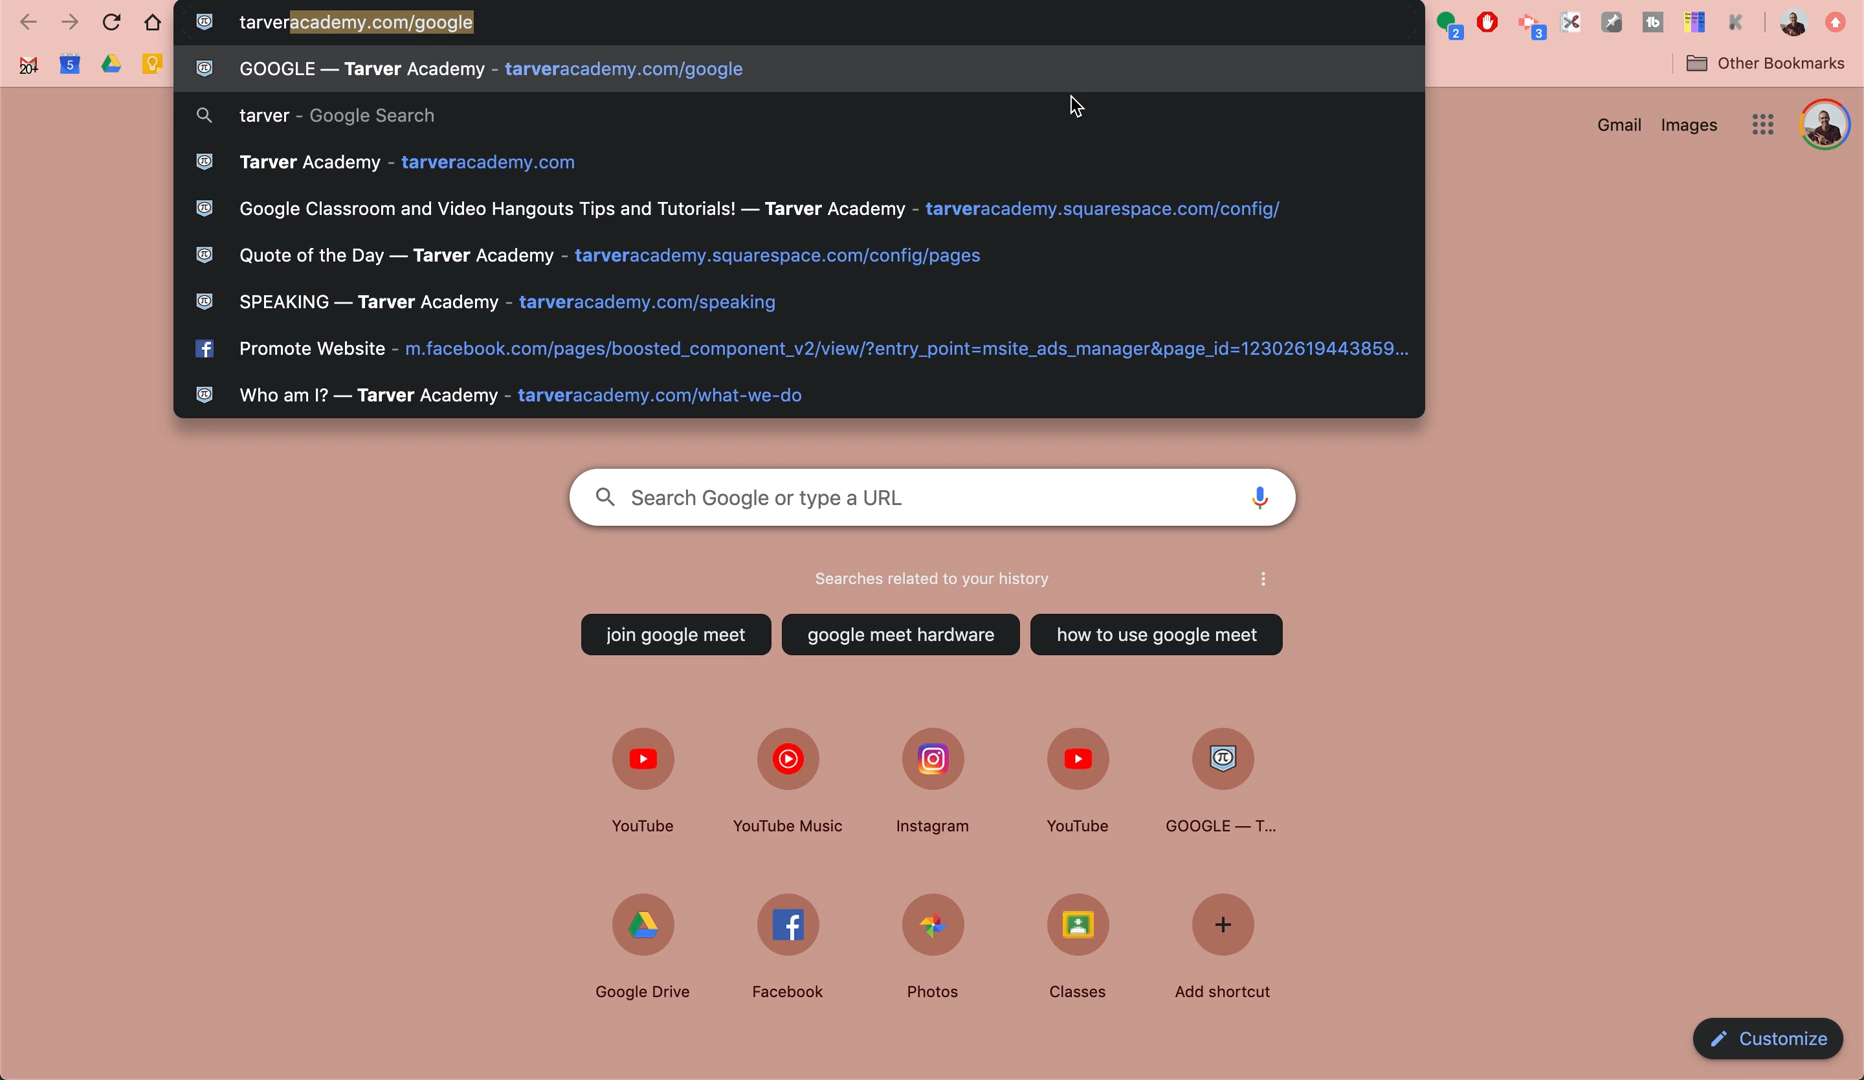 tarveracademy.com/google
2
3
20+
5
Other Bookmarks
GOOGLE — Tarver Academy - tarveracademy.com/google
tarver - Google Search
Gmail Images
Tarver Academy - tarveracademy.com
Google Classroom and Video Hangouts Tips and Tutorials! — Tarver Academy - tarveracademy.squarespace.com/config/
Quote of the Day — Tarver Academy - tarveracademy.squarespace.com/config/pages
SPEAKING — Tarver Academy - tarveracademy.com/speaking
Promote Website - m.facebook.com/pages/boosted_component_v2/view/?entry_point=msite_ads_manager&page_id=12302619443859...
Who am I? — Tarver Academy - tarveracademy.com/what-we-do
Search Google or type a URL
Searches related to your history
join google meet google meet hardware how to use google meet
YouTube YouTube Music Instagram YouTube GOOGLE — T...
Google Drive Facebook Photos Classes Add shortcut
Customize